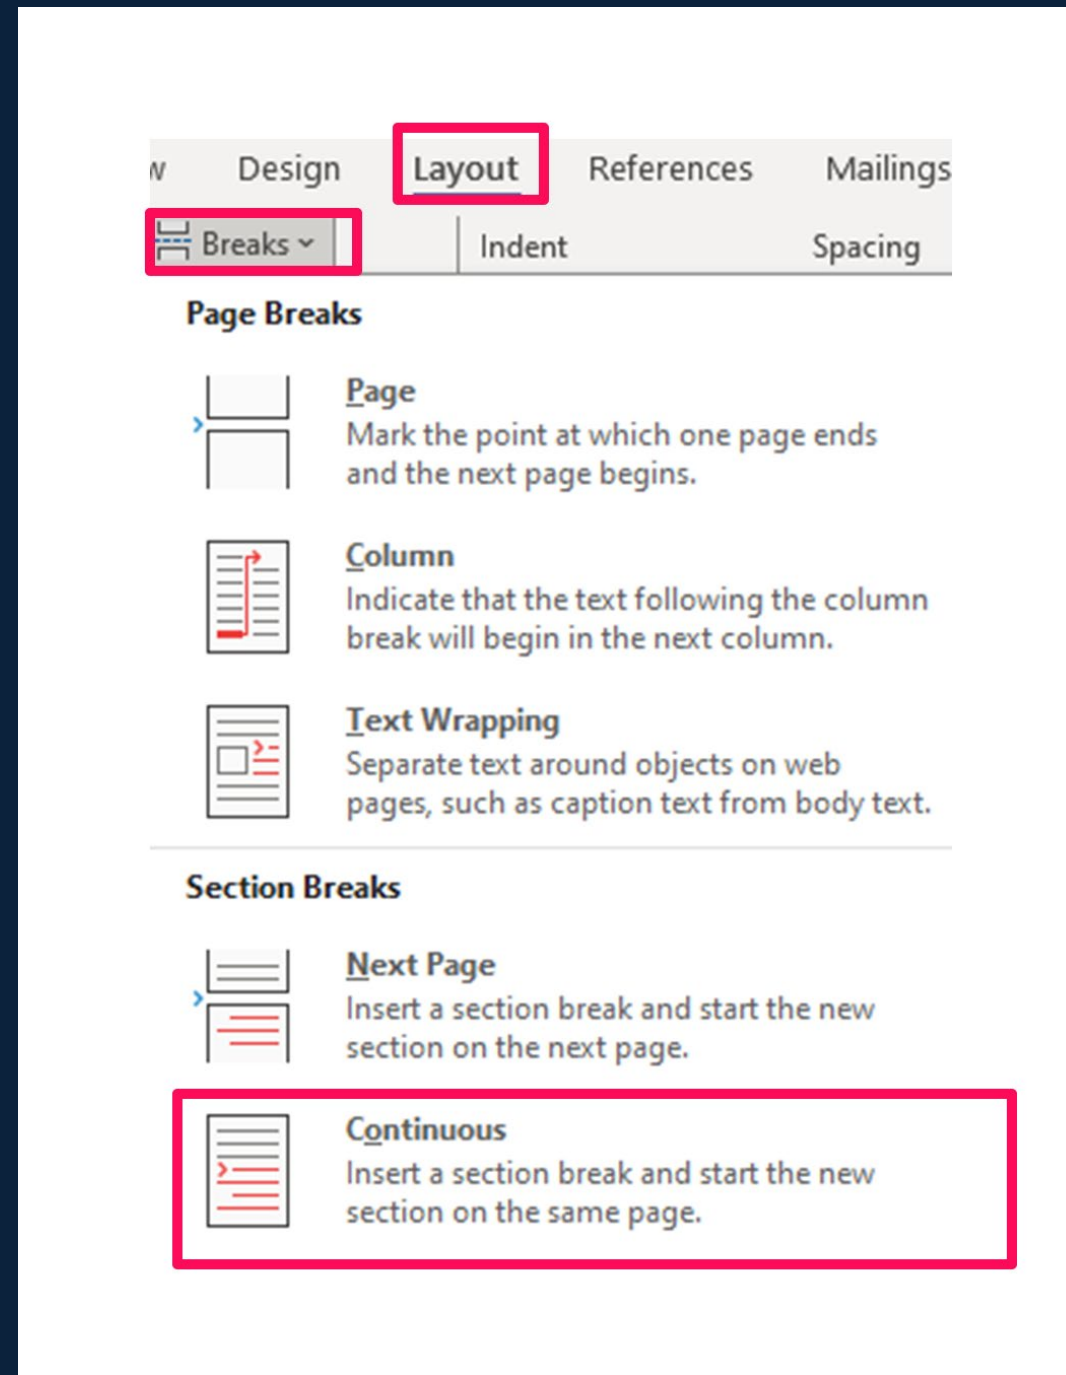 w Design Layout References Mailings
Breaks Indent Spacing
Page Breaks
Page
Mark the point at which one page ends
and the next page begins.
Column
Indicate that the text following the column
break will begin in the next column.
Text Wrapping
Separate text around objects on web
pages, such as caption text from body text.
Section Breaks
Next Page
Insert a section break and start the new
section on the next page.
Continuous
Insert a section break and start the new
section on the same page.